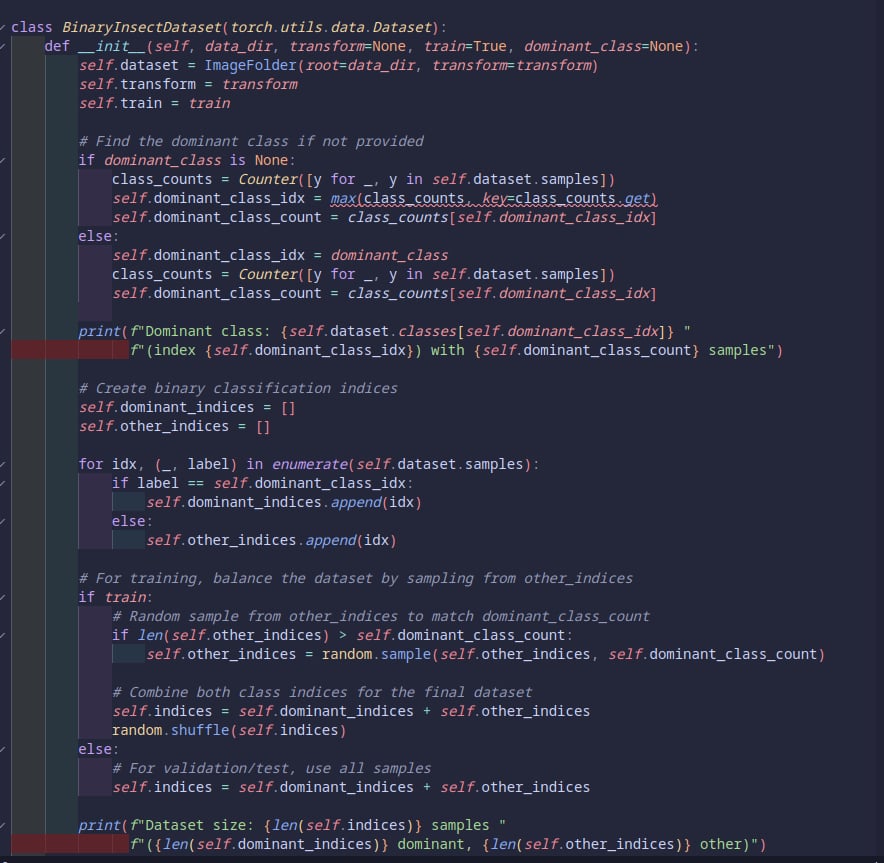 class BinaryInsectDataset(torch.utils.data.Dataset):
    def __init__(self, data_dir, transform=None, train=True, dominant_class=None):
        self.dataset = ImageFolder(root=data_dir, transform=transform)
        self.transform = transform
        self.train = train

        # Find the dominant class if not provided
        if dominant_class is None:
            class_counts = Counter([y for _, y in self.dataset.samples])
            self.dominant_class_idx = max(class_counts, key=class_counts.get)
            self.dominant_class_count = class_counts[self.dominant_class_idx]
        else:
            self.dominant_class_idx = dominant_class
            class_counts = Counter([y for _, y in self.dataset.samples])
            self.dominant_class_count = class_counts[self.dominant_class_idx]

        print(f"Dominant class: {self.dataset.classes[self.dominant_class_idx]} "
              f"(index {self.dominant_class_idx}) with {self.dominant_class_count} samples")

        # Create binary classification indices
        self.dominant_indices = []
        self.other_indices = []

        for idx, (_, label) in enumerate(self.dataset.samples):
            if label == self.dominant_class_idx:
                self.dominant_indices.append(idx)
            else:
                self.other_indices.append(idx)

        # For training, balance the dataset by sampling from other_indices
        if train:
            # Random sample from other_indices to match dominant_class_count
            if len(self.other_indices) > self.dominant_class_count:
                self.other_indices = random.sample(self.other_indices, self.dominant_class_count)

            # Combine both class indices for the final dataset
            self.indices = self.dominant_indices + self.other_indices
            random.shuffle(self.indices)
        else:
            # For validation/test, use all samples
            self.indices = self.dominant_indices + self.other_indices

        print(f"Dataset size: {len(self.indices)} samples "
              f"({len(self.dominant_indices)} dominant, {len(self.other_indices)} other)")